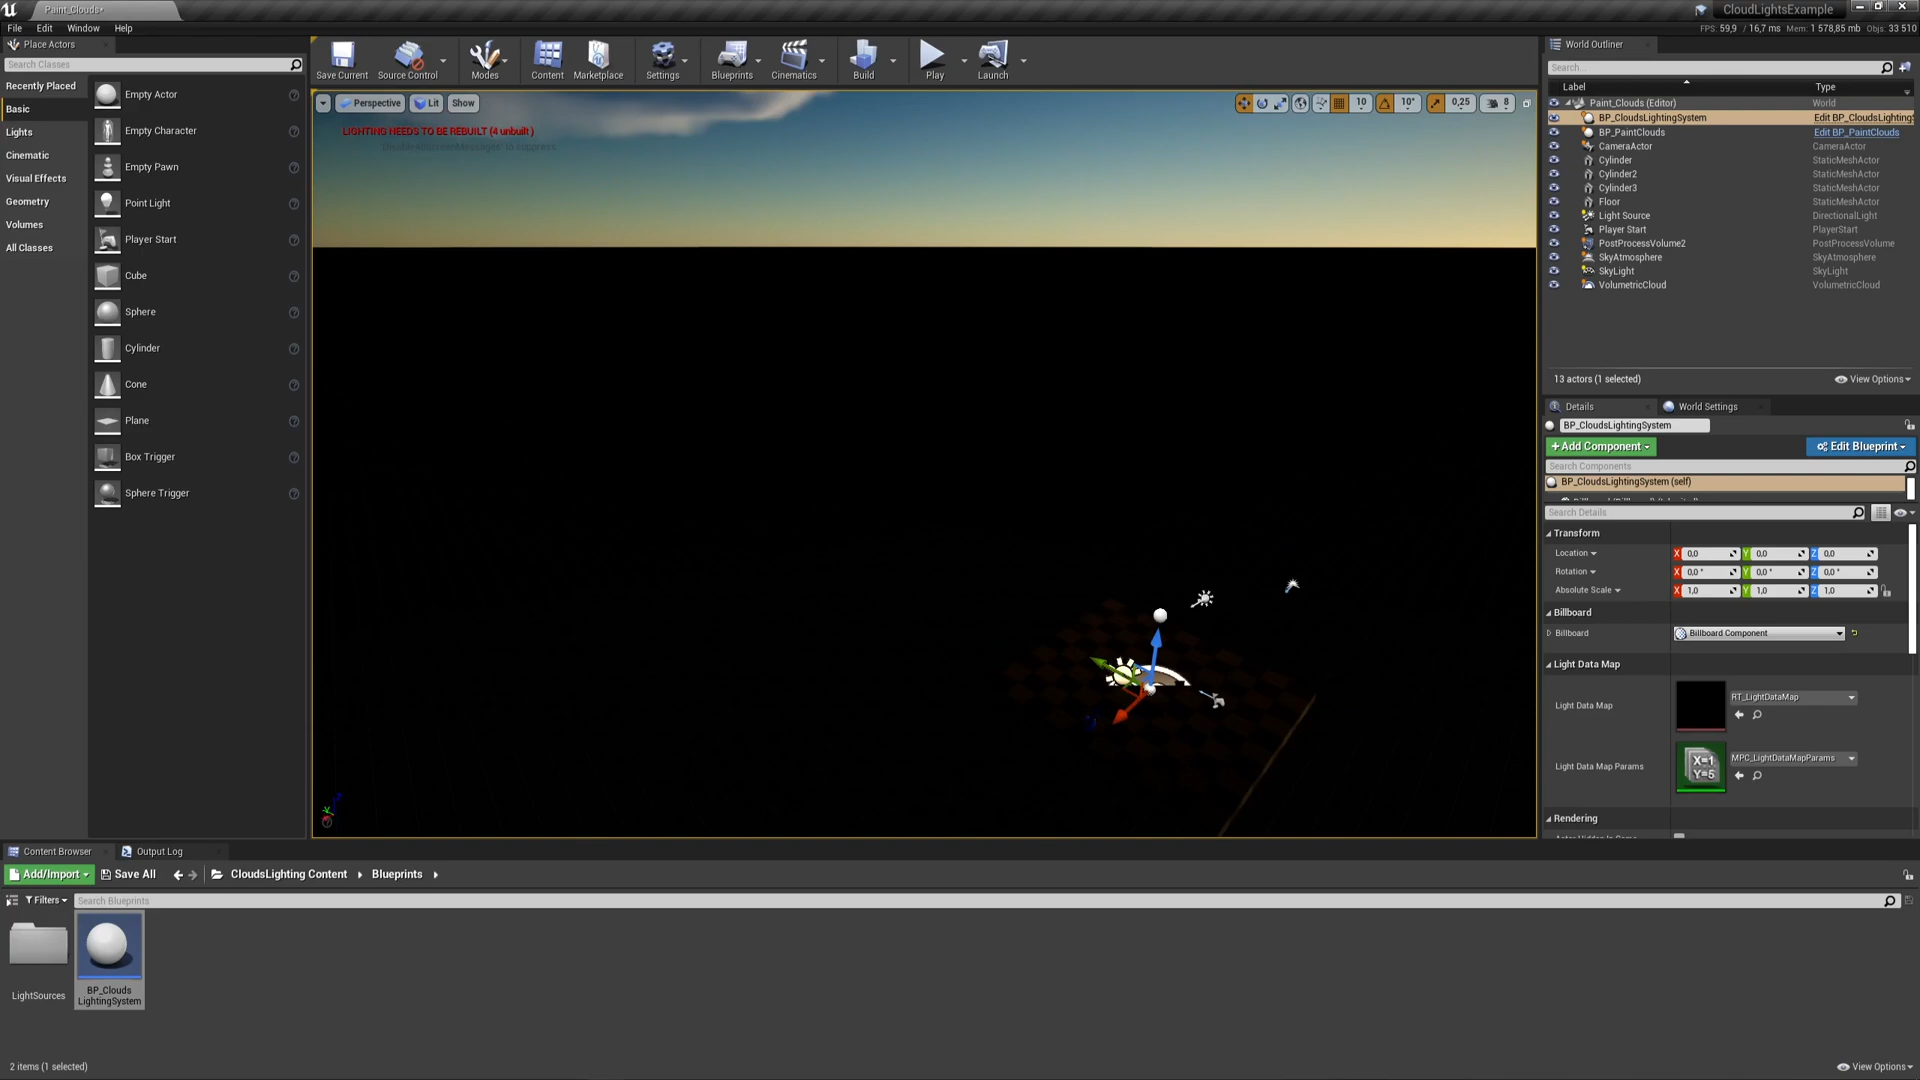 Paint_Clouds*
CloudLightsExample
File Edit Window Help
FPS: 59,9 / 16,7 ms Mem: 1 578,85 mb Objs: 33 510
Place Actors
Search Classes
Recently Placed
Basic
Lights
Cinematic
Visual Effects
Geometry
Volumes
All Classes
Empty Actor
Empty Character
Empty Pawn
Point Light
Player Start
Cube
Sphere
Cylinder
Cone
Plane
Box Trigger
Sphere Trigger
Save Current
Source Control
Modes
Content
Marketplace
Settings
Blueprints
Cinematics
Build
Play
Launch
Perspective Lit Show
10 10° 0,25 8
LIGHTING NEEDS TO BE REBUILT (4 unbuilt)
'DisableAllScreenMessages' to suppress
World Outliner
Search...
Label Type
Paint_Clouds (Editor) World
BP_CloudsLightingSystem Edit BP_CloudsLightingS
BP_PaintClouds Edit BP_PaintClouds
CameraActor CameraActor
Cylinder StaticMeshActor
Cylinder2 StaticMeshActor
Cylinder3 StaticMeshActor
Floor StaticMeshActor
Light Source DirectionalLight
Player Start PlayerStart
PostProcessVolume2 PostProcessVolume
SkyAtmosphere SkyAtmosphere
SkyLight SkyLight
VolumetricCloud VolumetricCloud
13 actors (1 selected) View Options
Details World Settings
BP_CloudsLightingSystem
+Add Component Edit Blueprint
Search Components
BP_CloudsLightingSystem (self)
Search Details
Transform
Location X 0,0 Y 0,0 Z 0,0
Rotation X 0,0 ° Y 0,0 ° Z 0,0 °
Absolute Scale X 1,0 Y 1,0 Z 1,0
Billboard
Billboard Billboard Component
Light Data Map
Light Data Map RT_LightDataMap
Light Data Map Params X=1 Y=5 MPC_LightDataMapParams
Rendering
Content Browser Output Log
Add/Import Save All CloudsLighting Content Blueprints
Filters Search Blueprints
LightSources
BP_Clouds
LightingSystem
2 items (1 selected) View Options